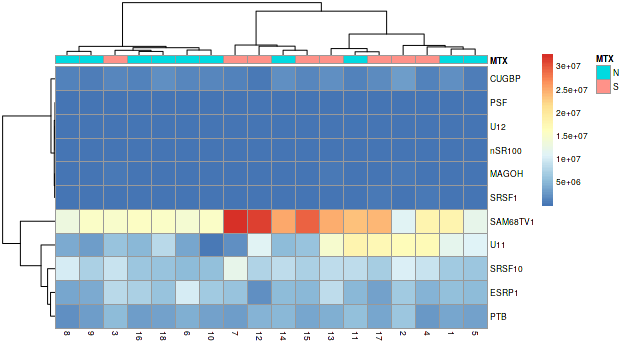 MTX
CUGBP
PSF
U12
nSR100
MAGOH
SRSF1
SAM68TV1
U11
SRSF10
ESRP1
PTB
8 9 3 16 18 6 10 7 12 14 15 13 11 17 2 4 1 5
3e+07
2.5e+07
2e+07
1.5e+07
1e+07
5e+06
MTX
N
S